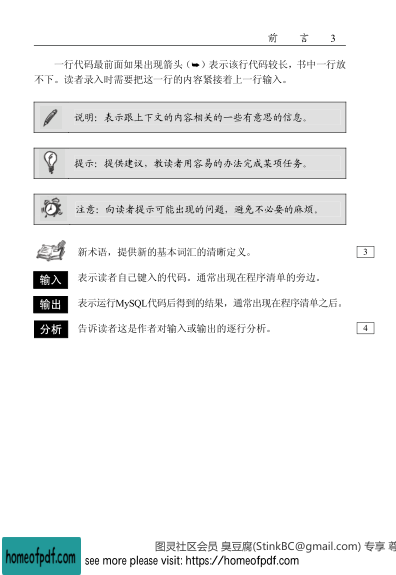 前 言 3
一行代码最前面如果出现箭头（➥）表示该行代码较长，书中一行放
不下。读者录入时需要把这一行的内容紧接着上一行输入。
说明：表示跟上下文的内容相关的一些有意思的信息。
提示：提供建议，教读者用容易的办法完成某项任务。
注意：向读者提示可能出现的问题，避免不必要的麻烦。
新术语，提供新的基本词汇的清晰定义。 3
输入 表示读者自己键入的代码。通常出现在程序清单的旁边。
输出 表示运行MySQL代码后得到的结果，通常出现在程序清单之后。
分析 告诉读者这是作者对输入或输出的逐行分析。 4
图灵社区会员 臭豆腐(StinkBC@gmail.com) 专享 尊
homeofpdf.com see more please visit: https://homeofpdf.com